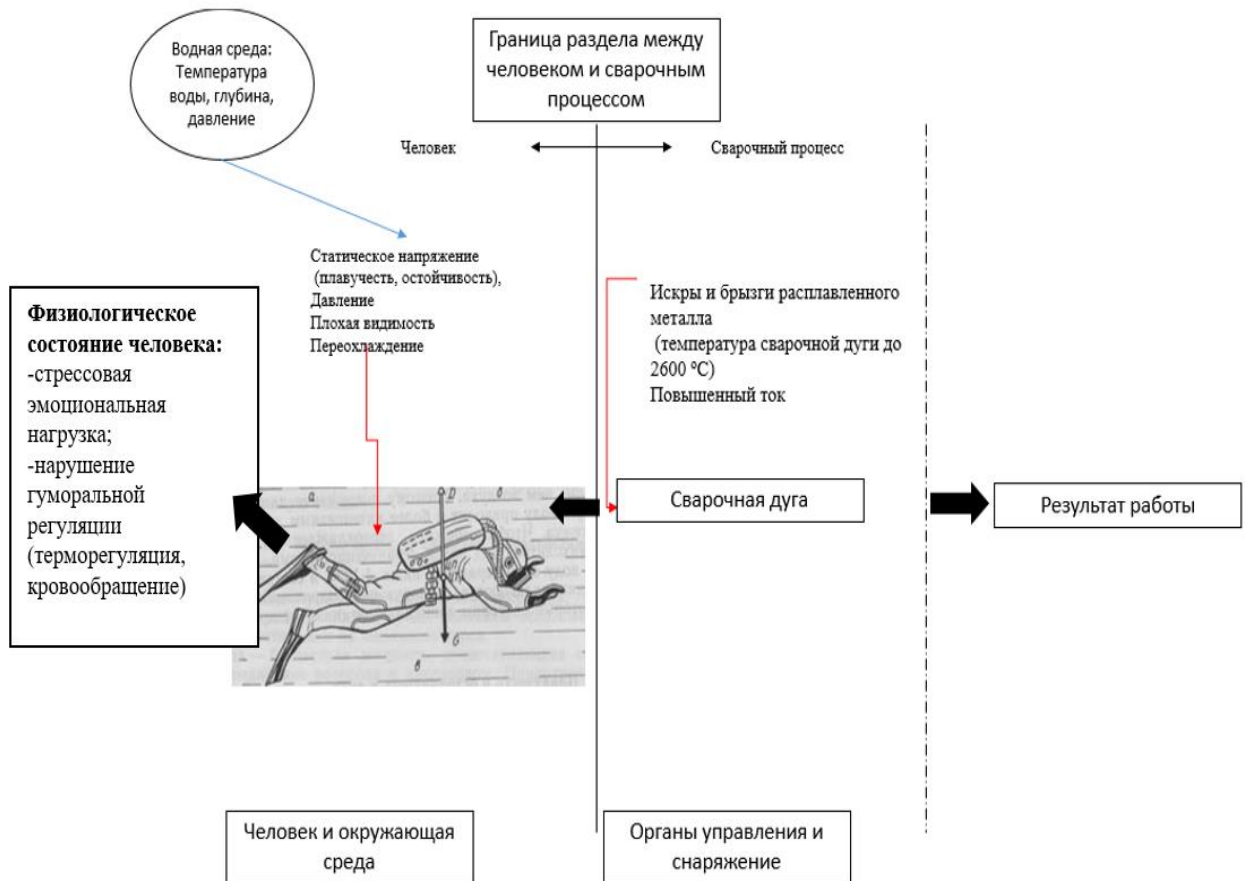 Водная среда:
Температура
воды, глубина,
давление
Граница раздела между
человеком и сварочным
процессом
Человек
Сварочный процесс
Статическое напряжение
(плавучесть, остойчивость),
Давление
Плохая видимость
Переохлаждение
Искры и брызги расплавленного
металла
(температура сварочной дуги до
2600 ⁰С)
Повышенный ток
Физиологическое
состояние человека:
-стрессовая
эмоциональная
нагрузка;
-нарушение
гуморальной
регуляции
(терморегуляция,
кровообращение)
а
D
б
G
в
Сварочная дуга
Результат работы
Человек и окружающая
среда
Органы управления и
снаряжение